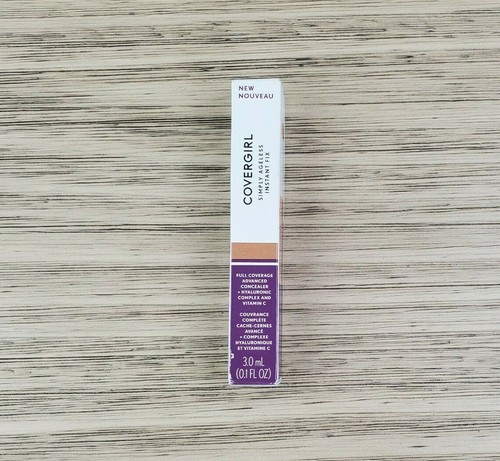 NEW
NOUVEAU
COVERGIRL
SIMPLY AGELESS
INSTANT FIX
FULL COVERAGE
ADVANCED
CONCEALER
+ HYALURONIC
COMPLEX AND
VITAMIN C
COUVRANCE
COMPLÈTE
CACHE-CERNES
AVANCÉ
+ COMPLEXE
HYALURONIQUE
ET VITAMINE C
3.0 mL
(0.1 FL OZ)